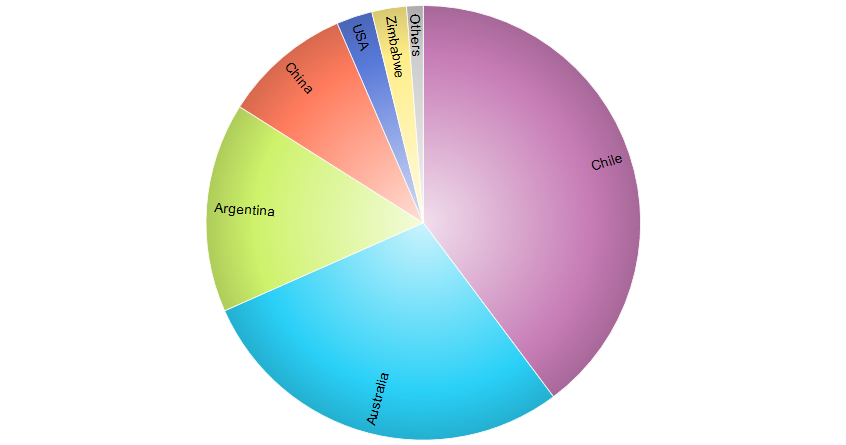 Chile
Australia
Argentina
China
USA
Zimbabwe
Others